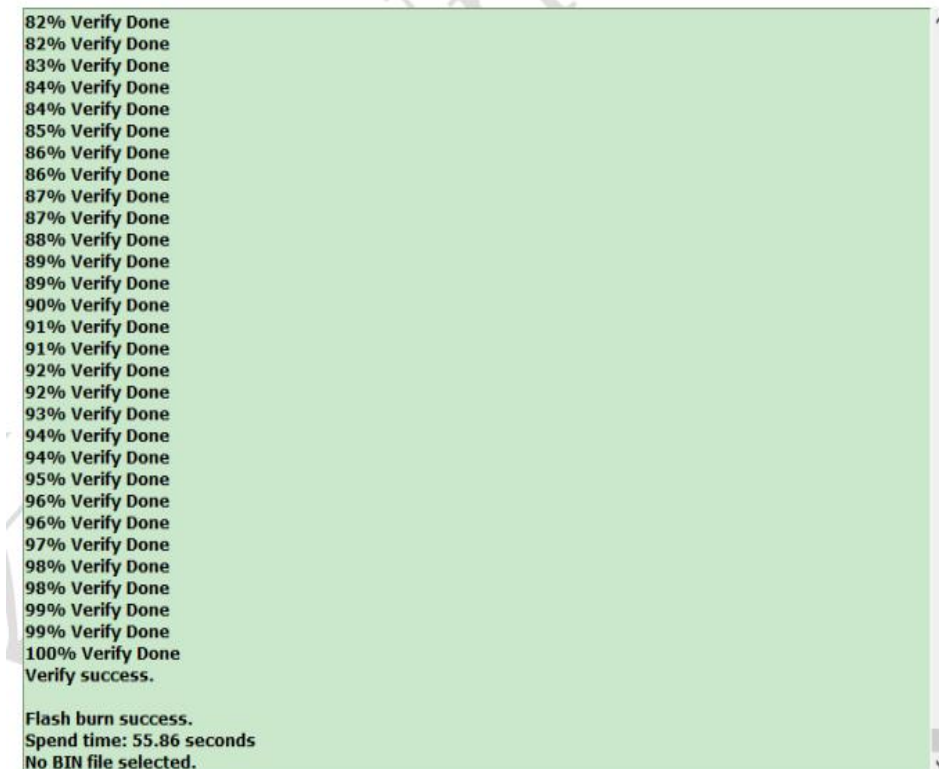 82% Verify Done
82% Verify Done
83% Verify Done
84% Verify Done
84% Verify Done
85% Verify Done
86% Verify Done
86% Verify Done
87% Verify Done
87% Verify Done
88% Verify Done
89% Verify Done
89% Verify Done
90% Verify Done
91% Verify Done
91% Verify Done
92% Verify Done
92% Verify Done
93% Verify Done
94% Verify Done
94% Verify Done
95% Verify Done
96% Verify Done
96% Verify Done
97% Verify Done
98% Verify Done
98% Verify Done
99% Verify Done
99% Verify Done
100% Verify Done
Verify success.
Flash burn success.
Spend time: 55.86 seconds
No BIN file selected.